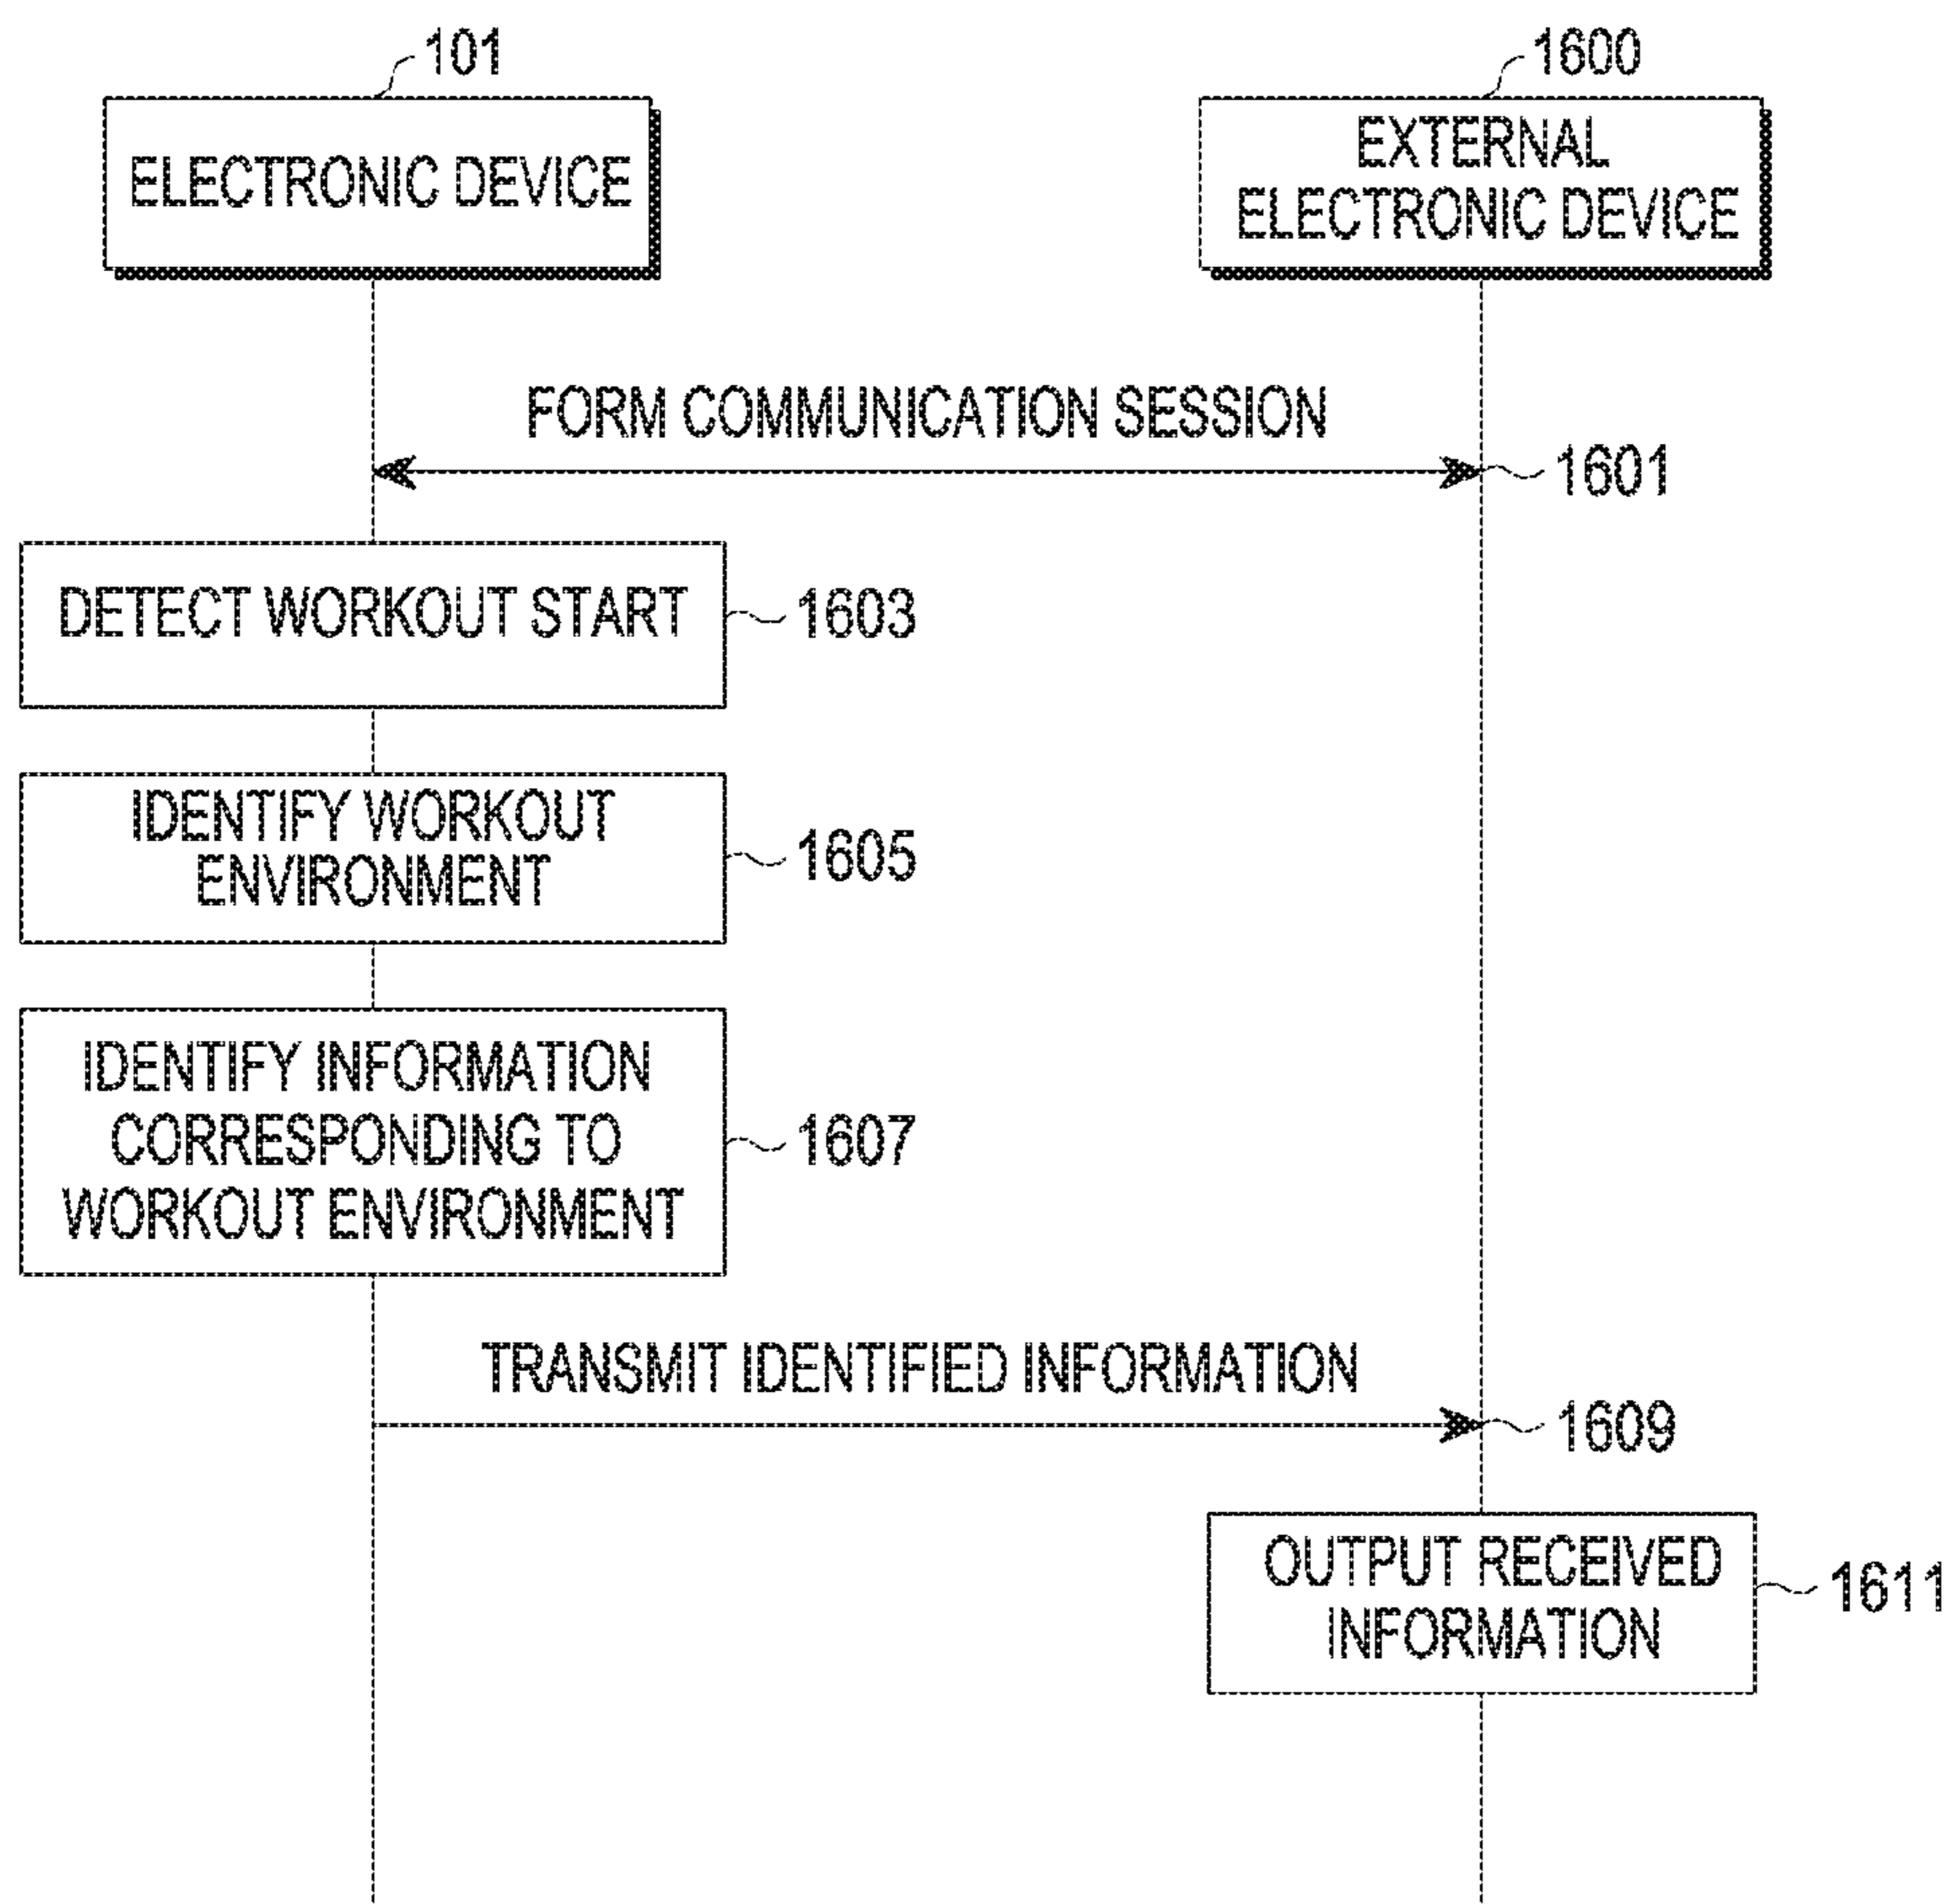 101
1600
ELECTRONIC DEVICE
EXTERNAL
ELECTRONIC DEVICE
FORM COMMUNICATION SESSION
1601
DETECT WORKOUT START
1603
IDENTIFY WORKOUT
ENVIRONMENT
1605
IDENTIFY INFORMATION
CORRESPONDING TO
WORKOUT ENVIRONMENT
1607
TRANSMIT IDENTIFIED INFORMATION
1609
OUTPUT RECEIVED
INFORMATION
1611